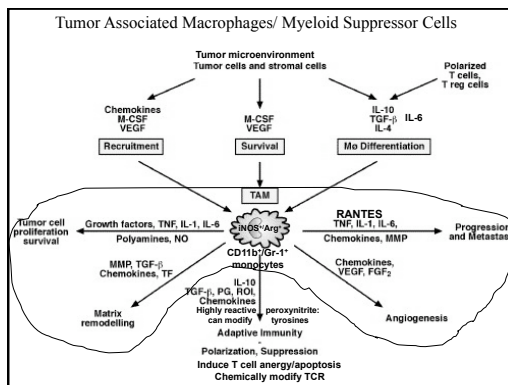 Tumor Associated Macrophages/ Myeloid Suppressor Cells
Tumor microenvironment
Tumor cells and stromal cells
Polarized
T cells,
T reg cells
Chemokines
M-CSF
VEGF
M-CSF
VEGF
IL-10
TGF-β
IL-4
IL-6
Recruitment
Survival
Mo Differentiation
TAM
iNOS+/Arg+
CD11b+/Gr-1+
monocytes
Tumor cell
proliferation
survival
Growth factors, TNF, IL-1, IL-6
Polyamines, NO
RANTES
TNF, IL-1, IL-6,
Chemokines, MMP
Progression
and Metastas
MMP, TGF-β
Chemokines, TF
Matrix
remodelling
IL-10
TGF-β, PG, ROI,
Chemokines
Highly reactive
can modify
peroxynitrite:
tyrosines
Chemokines,
VEGF, FGF2
Angiogenesis
Adaptive Immunity
-
Polarization, Suppression
Induce T cell anergy/apoptosis
Chemically modify TCR